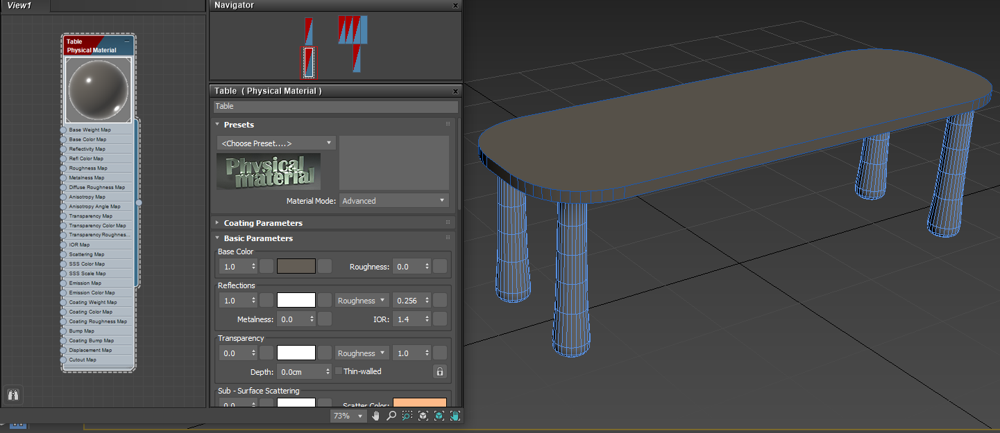 View1
Table
Physical Material
Base Weight Map
Base Color Map
Reflectivity Map
Refl Color Map
Roughness Map
Metalness Map
Diffuse Roughness Map
Anisotropy Map
Anisotropy Angle Map
Transparency Map
Transparency Color Map
Transparency Roughnes...
IOR Map
Scattering Map
SSS Color Map
SSS Scale Map
Emission Map
Emission Color Map
Coating Weight Map
Coating Color Map
Coating Roughness Map
Bump Map
Coating Bump Map
Displacement Map
Cutout Map
Navigator
Table ( Physical Material )
Table
Presets
<Choose Preset....>
Physical
material
Material Mode: Advanced
Coating Parameters
Basic Parameters
Base Color
1.0 Roughness: 0.0
Reflections
1.0 Roughness 0.256
Metalness: 0.0 IOR: 1.4
Transparency
0.0 Roughness 1.0
Depth: 0.0cm Thin-walled
Sub - Surface Scattering
0.0 Scatter Color:
73%